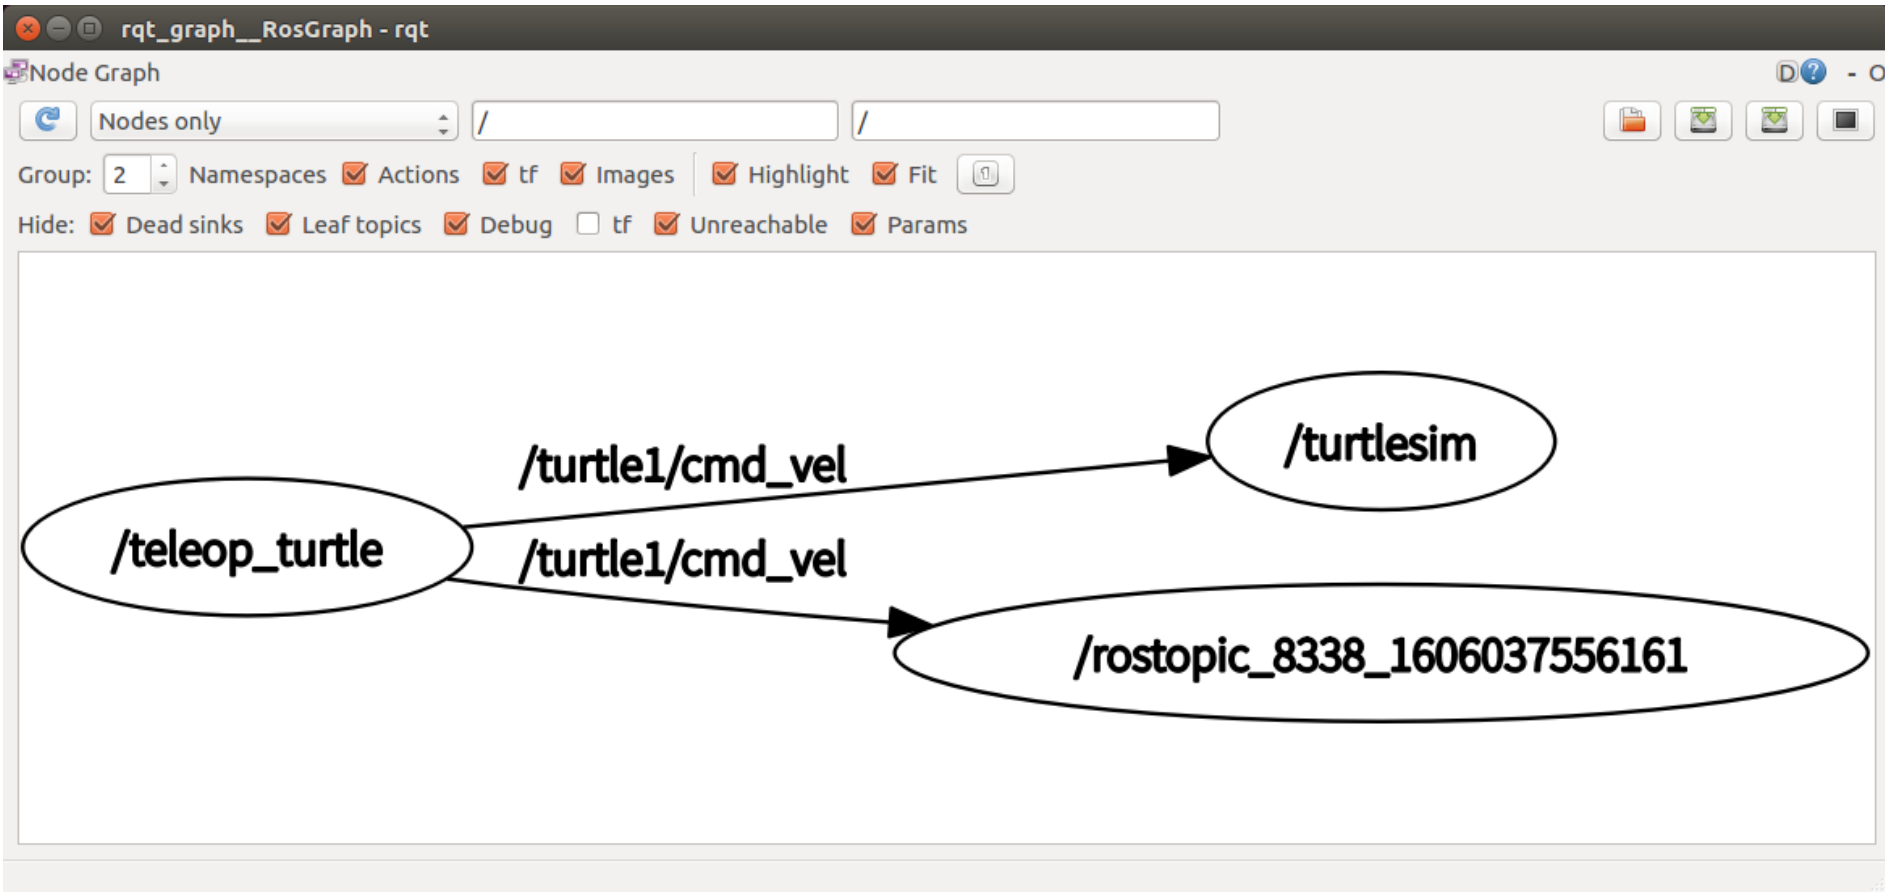 rqt_graph__RosGraph - rqt
Node Graph D ? - O
Nodes only / /
Group: 2 Namespaces Actions tf Images Highlight Fit
Hide: Dead sinks Leaf topics Debug tf Unreachable Params
/turtlesim
/turtle1/cmd_vel
/teleop_turtle
/turtle1/cmd_vel
/rostopic_8338_1606037556161